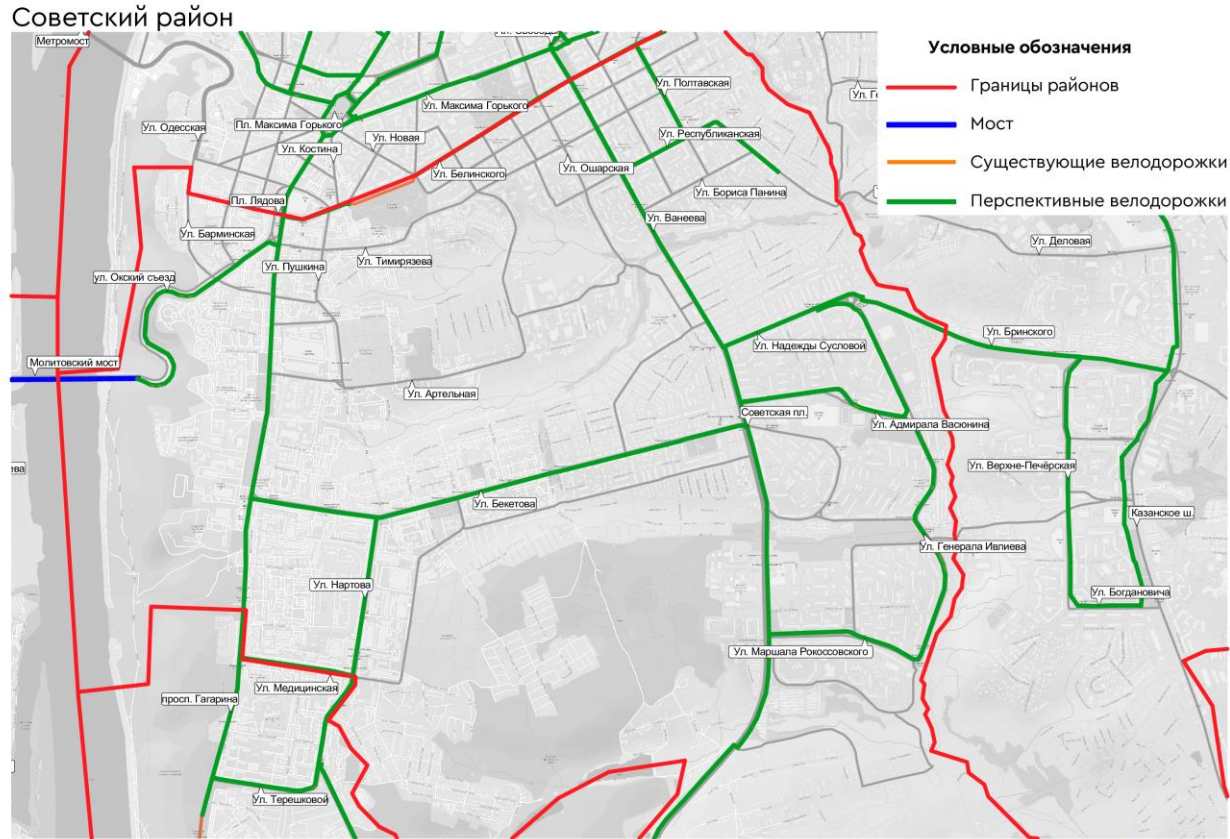 Советский район
Метромост
Условные обозначения
Границы районов
Мост
Существующие велодорожки
Перспективные велодорожки
Ул. Полтавская
Ул. Максима Горького
Пл. Максима Горького
Ул. Одесская
Ул. Новая
Ул. Республиканская
Ул. Костина
Ул. Белинского
Ул. Ошарская
Ул. Бориса Панина
Пл. Лядова
Ул. Ванеева
Ул. Барминская
Ул. Деловая
Ул. Тимирязева
Ул. Пушкина
ул. Окский съезд
Ул. Бринского
Ул. Надежды Сусловой
Молитовский мост
Ул. Артельная
Советская пл.
Ул. Адмирала Васюнина
Ул. Верхне-Печёрская
Ул. Бекетова
Казанское ш.
Ул. Генерала Ивлиева
Ул. Нартова
Ул. Богдановича
Ул. Маршала Рокоссовского
Ул. Медицинская
просп. Гагарина
Ул. Терешковой